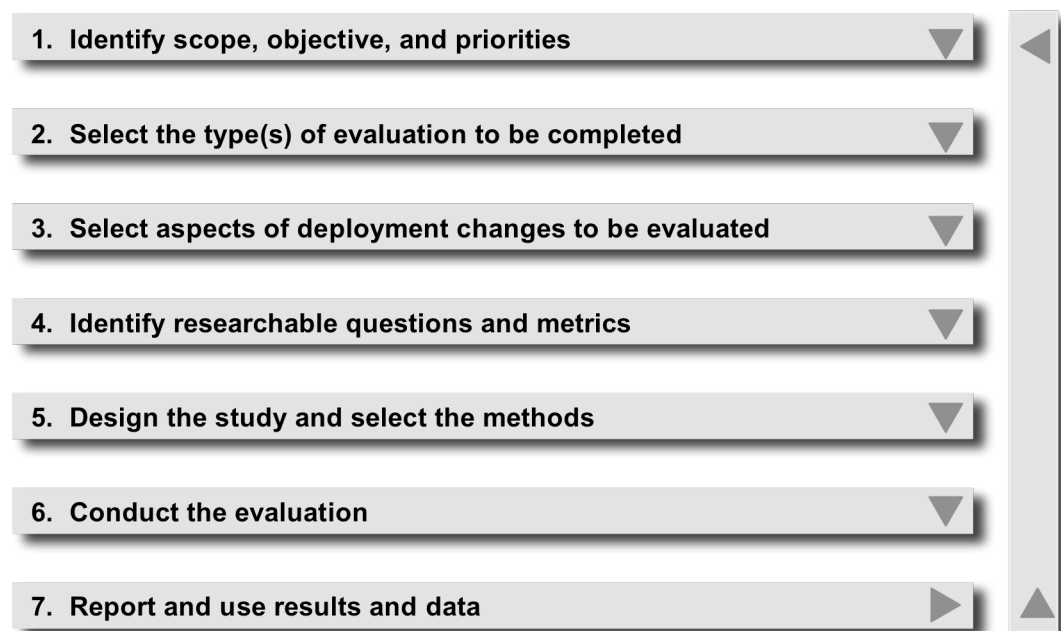 1. Identify scope, objective, and priorities
2. Select the type(s) of evaluation to be completed
3. Select aspects of deployment changes to be evaluated
4. Identify researchable questions and metrics
5. Design the study and select the methods
6. Conduct the evaluation
7. Report and use results and data